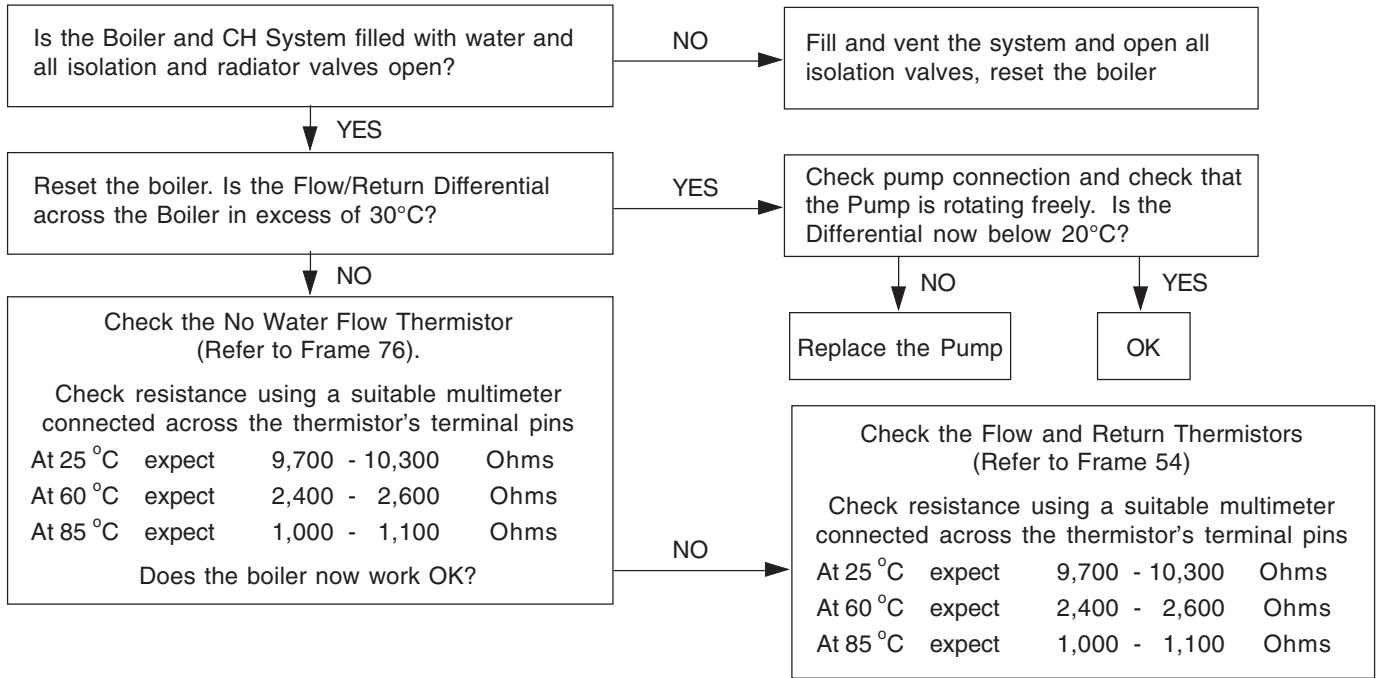 Is the Boiler and CH System filled with water and
all isolation and radiator valves open?
NO
Fill and vent the system and open all
isolation valves, reset the boiler
YES
Reset the boiler. Is the Flow/Return Differential
across the Boiler in excess of 30°C?
YES
Check pump connection and check that
the Pump is rotating freely. Is the
Differential now below 20°C?
NO
NO
YES
Replace the Pump
OK
Check the No Water Flow Thermistor
(Refer to Frame 76).
Check resistance using a suitable multimeter
connected across the thermistor's terminal pins
At 25 °C expect 9,700 - 10,300 Ohms
At 60 °C expect 2,400 - 2,600 Ohms
At 85 °C expect 1,000 - 1,100 Ohms
Does the boiler now work OK?
NO
Check the Flow and Return Thermistors
(Refer to Frame 54)
Check resistance using a suitable multimeter
connected across the thermistor's terminal pins
At 25 °C expect 9,700 - 10,300 Ohms
At 60 °C expect 2,400 - 2,600 Ohms
At 85 °C expect 1,000 - 1,100 Ohms